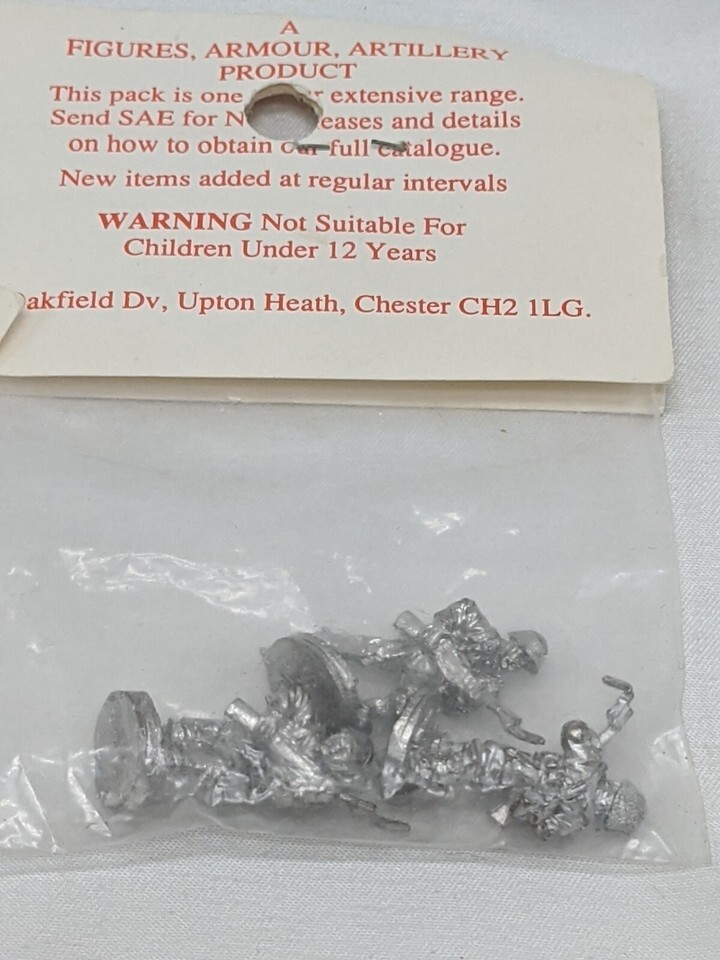 A
FIGURES, ARMOUR, ARTILLERY
PRODUCT
This pack is one extensive range.
Send SAE for and details
on how to obtain our full catalogue.
New items added at regular intervals
WARNING Not Suitable For
Children Under 12 Years
akfield Dv, Upton Heath, Chester CH2 1LG.